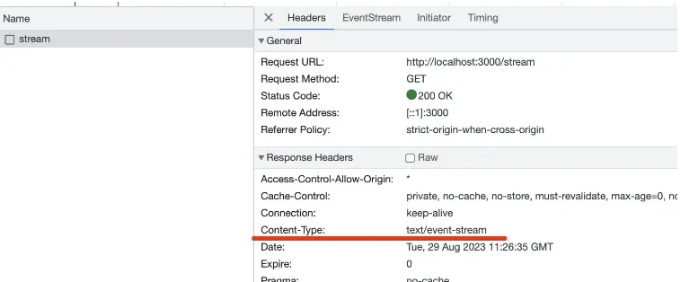 Name
Headers EventStream Initiator Timing
stream
General
Request URL: http://localhost:3000/stream
Request Method: GET
Status Code: 200 OK
Remote Address: [::1]:3000
Referrer Policy: strict-origin-when-cross-origin
Response Headers Raw
Access-Control-Allow-Origin: *
Cache-Control: private, no-cache, no-store, must-revalidate, max-age=0, no
Connection: keep-alive
Content-Type: text/event-stream
Date: Tue, 29 Aug 2023 11:26:35 GMT
Expire: 0
Pragma: no-cache